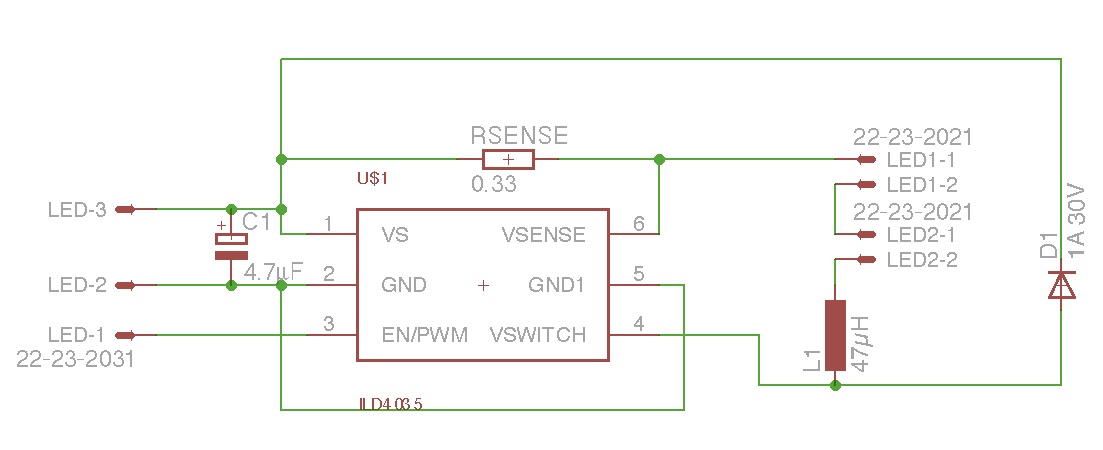 RSENSE
0.33
U$1
22-23-2021
LED1-1
LED1-2
22-23-2021
LED2-1
LED2-2
LED-3
C1
4.7µF
LED-2
LED-1
22-23-2031
1
VS
VSENSE
6
2
GND
GND1
5
3
EN/PWM
VSWITCH
4
ILD4035
L1
47µH
D1
1A 30V